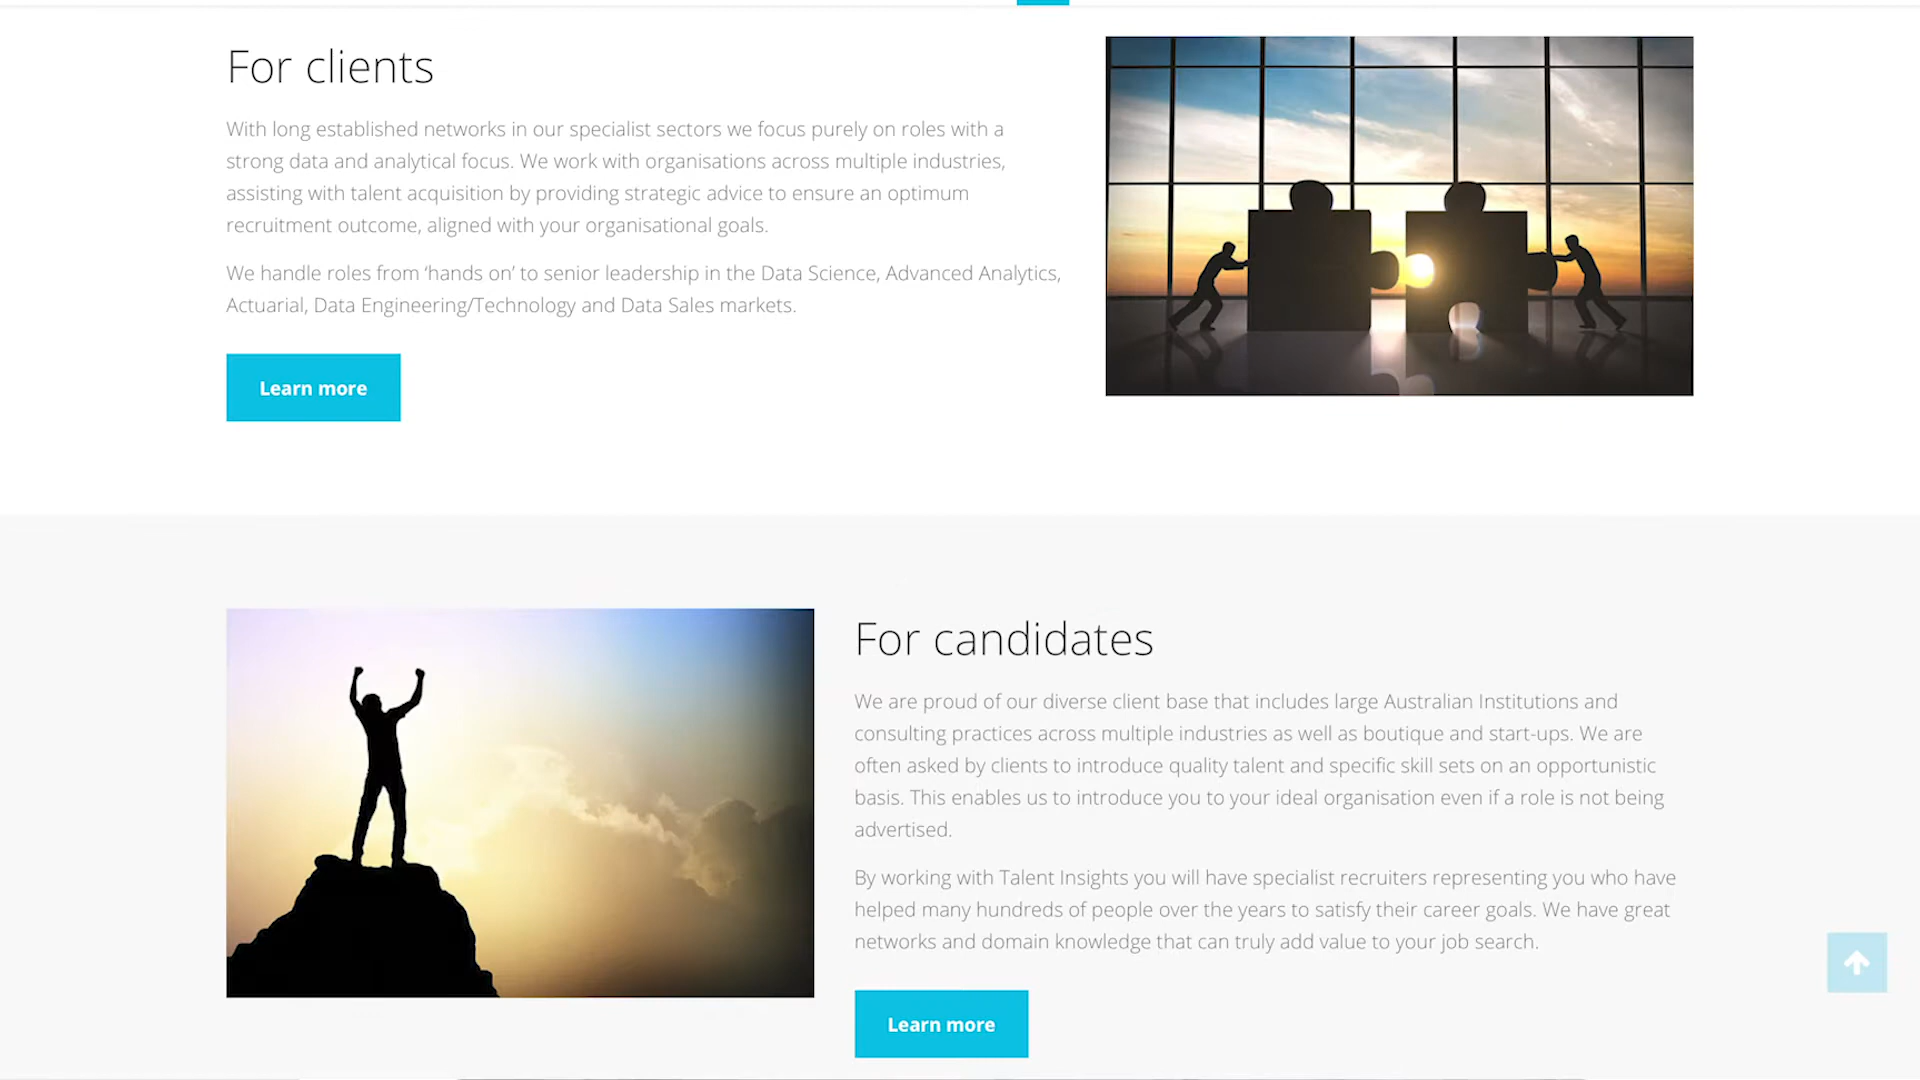 For clients
With long established networks in our specialist sectors we focus purely on roles with a
strong data and analytical focus. We work with organisations across multiple industries,
assisting with talent acquisition by providing strategic advice to ensure an optimum
recruitment outcome, aligned with your organisational goals.
We handle roles from ‘hands on’ to senior leadership in the Data Science, Advanced Analytics,
Actuarial, Data Engineering/Technology and Data Sales markets.
Learn more
For candidates
We are proud of our diverse client base that includes large Australian Institutions and
consulting practices across multiple industries as well as boutique and start-ups. We are
often asked by clients to introduce quality talent and specific skill sets on an opportunistic
basis. This enables us to introduce you to your ideal organisation even if a role is not being
advertised.
By working with Talent Insights you will have specialist recruiters representing you who have
helped many hundreds of people over the years to satisfy their career goals. We have great
networks and domain knowledge that can truly add value to your job search.
Learn more